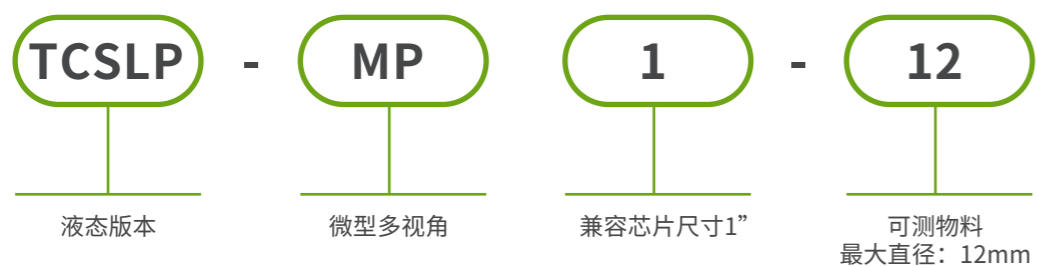 TCSLP - MP 1 - 12
液态版本
微型多视角
兼容芯片尺寸1”
可测物料
最大直径：12mm